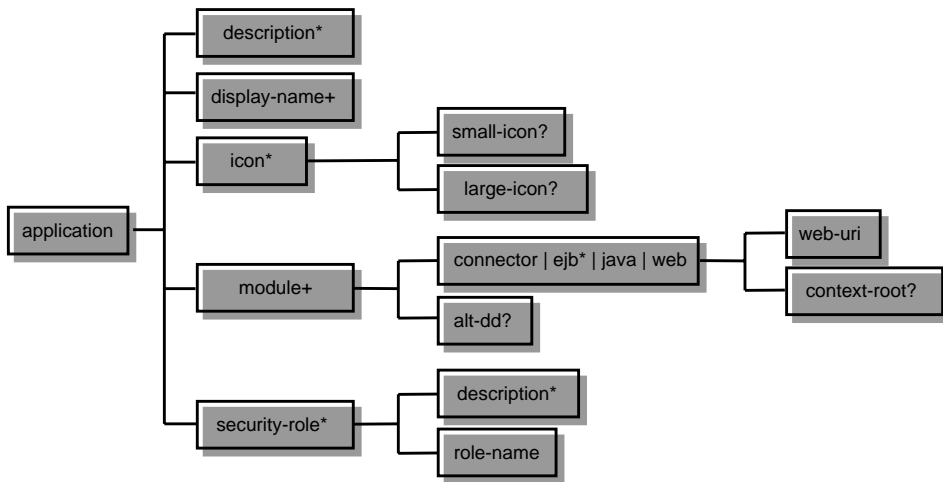 description*
display-name+
small-icon?
icon*
large-icon?
application
web-uri
connector | ejb* | java | web
module+
context-root?
alt-dd?
description*
security-role*
role-name